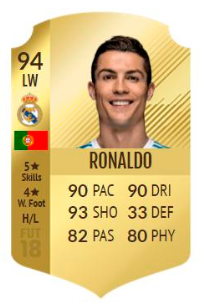 94
LW
5★
Skills
4★
W. Foot
H/L
FUT
18
RONALDO
90 PAC 90 DRI
93 SHO 33 DEF
82 PAS 80 PHY